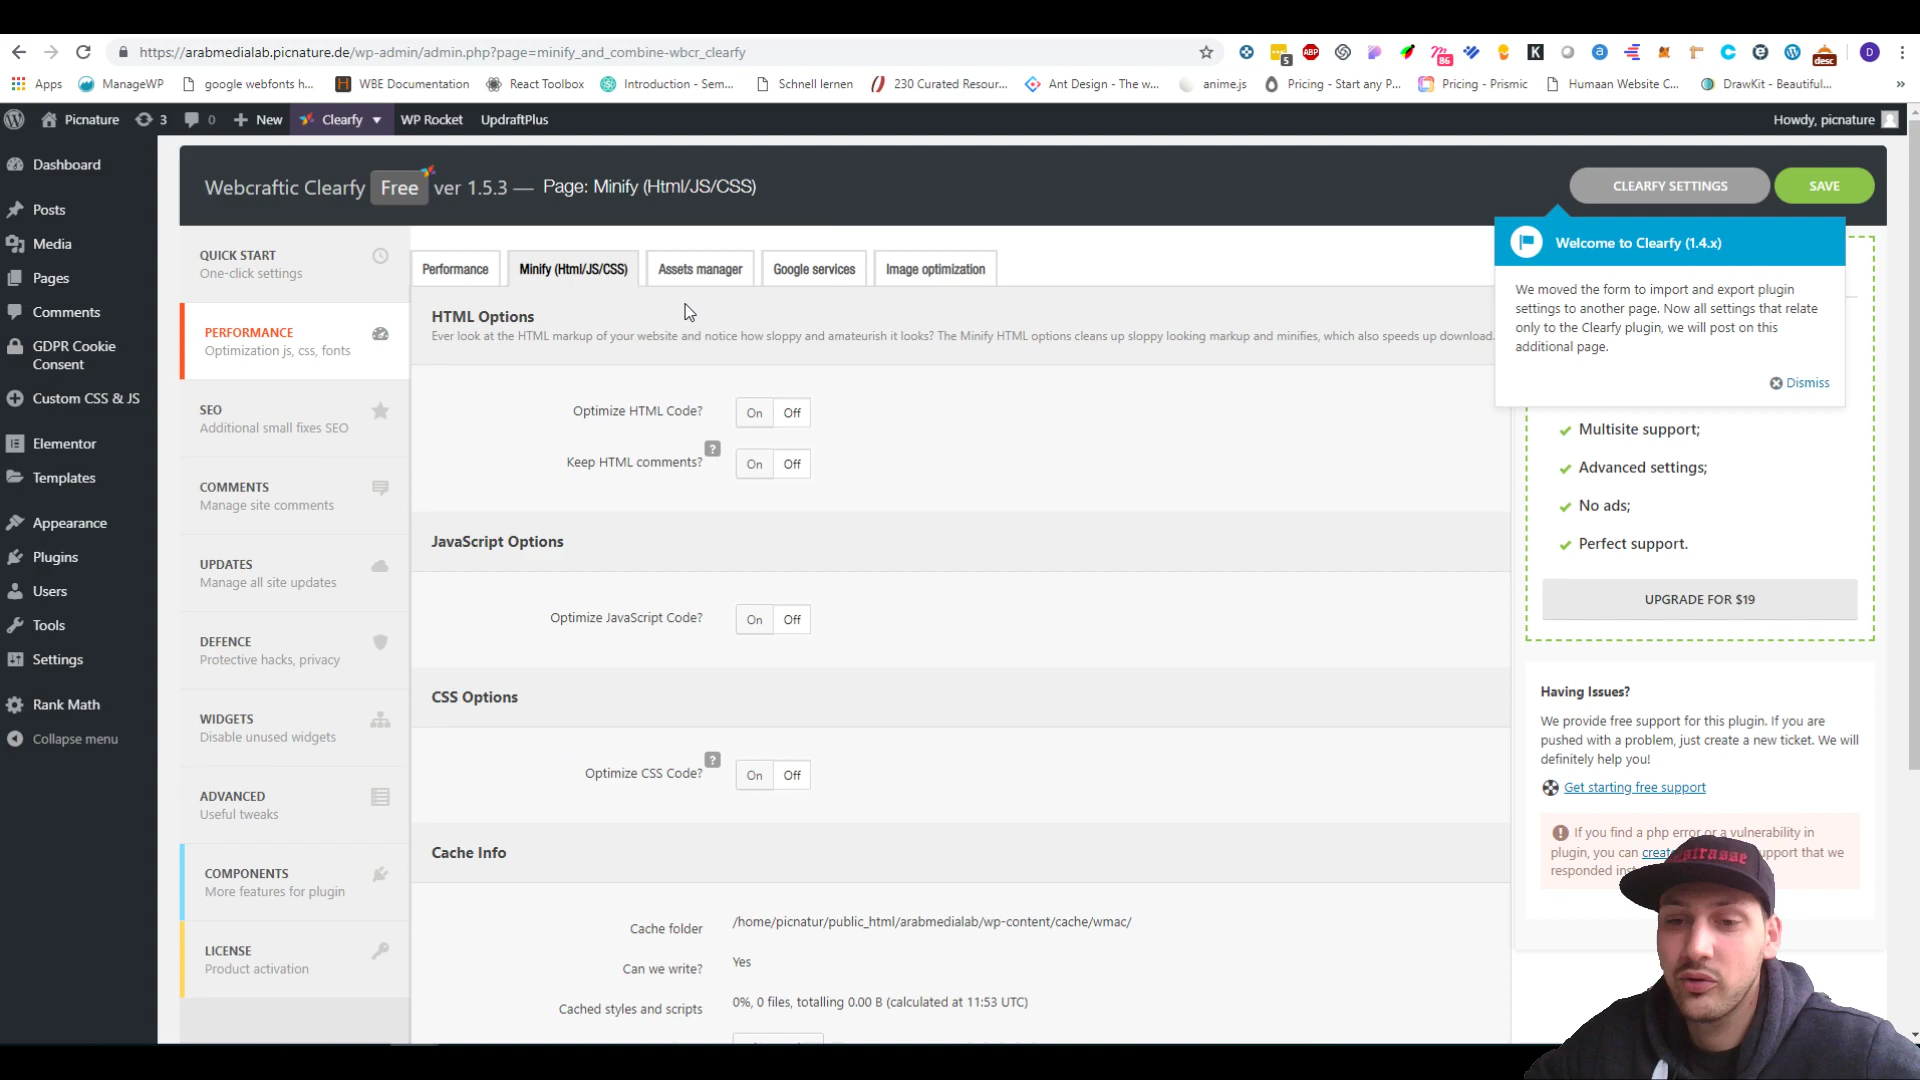 https://arabmedialab.picnature.de/wp-admin/admin.php?page=minify_and_combine-wbcr_clearfy
5
ABP
86
K
desc
D
Apps
ManageWP
google webfonts h...
WBE Documentation
React Toolbox
Introduction - Sem...
Schnell lernen
230 Curated Resour...
Ant Design - The w...
anime.js
Pricing - Start any P...
Pricing - Prismic
Humaan Website C...
DrawKit - Beautiful...
»
Picnature
3
0
New
Clearfy
WP Rocket
UpdraftPlus
Howdy, picnature
Dashboard
Posts
Media
Pages
Comments
GDPR Cookie
Consent
Custom CSS & JS
Elementor
Templates
Appearance
Plugins
Users
Tools
Settings
Rank Math
Collapse menu
Webcraftic Clearfy Free ver 1.5.3 — Page: Minify (Html/JS/CSS)
CLEARFY SETTINGS
SAVE
QUICK START
One-click settings
PERFORMANCE
Optimization js, css, fonts
SEO
Additional small fixes SEO
COMMENTS
Manage site comments
UPDATES
Manage all site updates
DEFENCE
Protective hacks, privacy
WIDGETS
Disable unused widgets
ADVANCED
Useful tweaks
COMPONENTS
More features for plugin
LICENSE
Product activation
Performance
Minify (Html/JS/CSS)
Assets manager
Google services
Image optimization
HTML Options
Ever look at the HTML markup of your website and notice how sloppy and amateurish it looks? The Minify HTML options cleans up sloppy looking markup and minifies, which also speeds up download.
Optimize HTML Code?
On Off
Keep HTML comments?
?
On Off
JavaScript Options
Optimize JavaScript Code?
On Off
CSS Options
Optimize CSS Code?
?
On Off
Cache Info
Cache folder
/home/picnatur/public_html/arabmedialab/wp-content/cache/wmac/
Can we write?
Yes
Cached styles and scripts
0%, 0 files, totalling 0.00 B (calculated at 11:53 UTC)
Welcome to Clearfy (1.4.x)
We moved the form to import and export plugin
settings to another page. Now all settings that relate
only to the Clearfy plugin, we will post on this
additional page.
Dismiss
Multisite support;
Advanced settings;
No ads;
Perfect support.
UPGRADE FOR $19
Having Issues?
We provide free support for this plugin. If you are
pushed with a problem, just create a new ticket. We will
definitely help you!
Get starting free support
If you find a php error or a vulnerability in
plugin, you can create support that we
responded